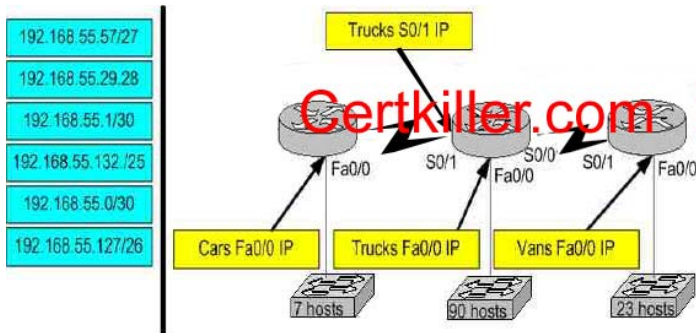 192.168.55.57/27
192.168.55.29.28
192.168.55.1/30
192.168.55.132./25
192.168.55.0/30
192.168.55.127/26
Trucks S0/1 IP
Certkiller.com
Fa0/0
S0/1
S0/0
Fa0/0
S0/1
Fa0/0
Cars Fa0/0 IP
Trucks Fa0/0 IP
Vans Fa0/0 IP
7 hosts
90 hosts
23 hosts